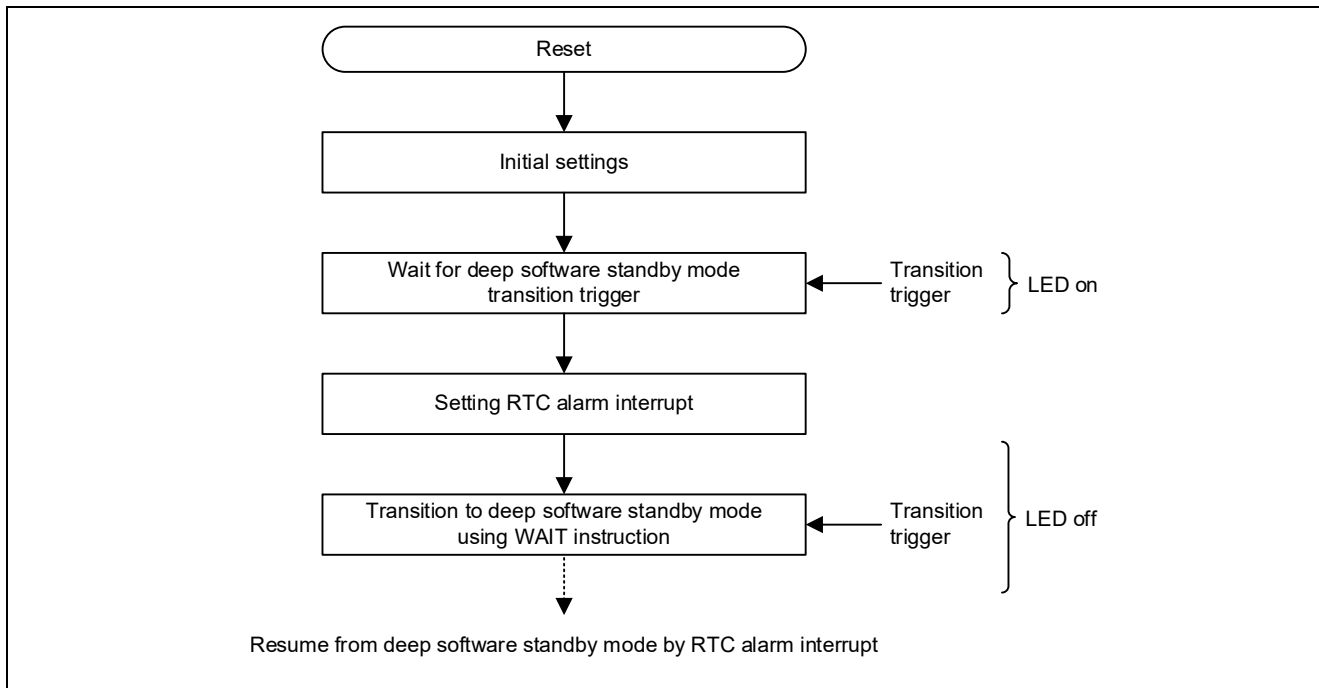 Reset
Initial settings
Wait for deep software standby mode
transition trigger
Transition
trigger
LED on
Setting RTC alarm interrupt
Transition to deep software standby mode
using WAIT instruction
Transition
trigger
LED off
Resume from deep software standby mode by RTC alarm interrupt